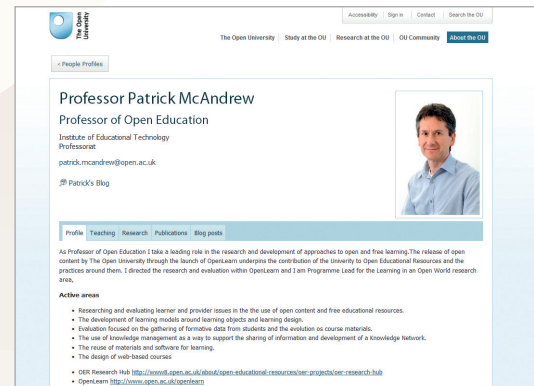 The Open
University
Accessibility Sign in Contact Search the OU
The Open University Study at the OU Research at the OU OU Community About the OU
‹ People Profiles
Professor Patrick McAndrew
Professor of Open Education
Institute of Educational Technology
Professoriat
patrick.mcandrew@open.ac.uk
Patrick's Blog
Profile Teaching Research Publications Blog posts
As Professor of Open Education I take a leading role in the research and development of approaches to open and free learning.The release of open
content by The Open University through the launch of OpenLearn underpins the contribution of the Univerity to Open Educational Resources and the
practices around them. I directed the research and evaluation within OpenLearn and I am Programme Lead for the Learning in an Open World research
area,
Active areas
• Researching and evaluating learner and provider issues in the the use of open content and free educational resources.
• The development of learning models around learning objects and learning design.
• Evaluation focused on the gathering of formative data from students and the evolution os course materials.
• The use of knowledge management as a way to support the sharing of information and development of a Knowledge Network.
• The reuse of materials and software for learning.
• The design of web-based courses
• OER Research Hub http://www8.open.ac.uk/about/open-educational-resources/oer-projects/oer-research-hub
• OpenLearn http://www.open.ac.uk/openlearn